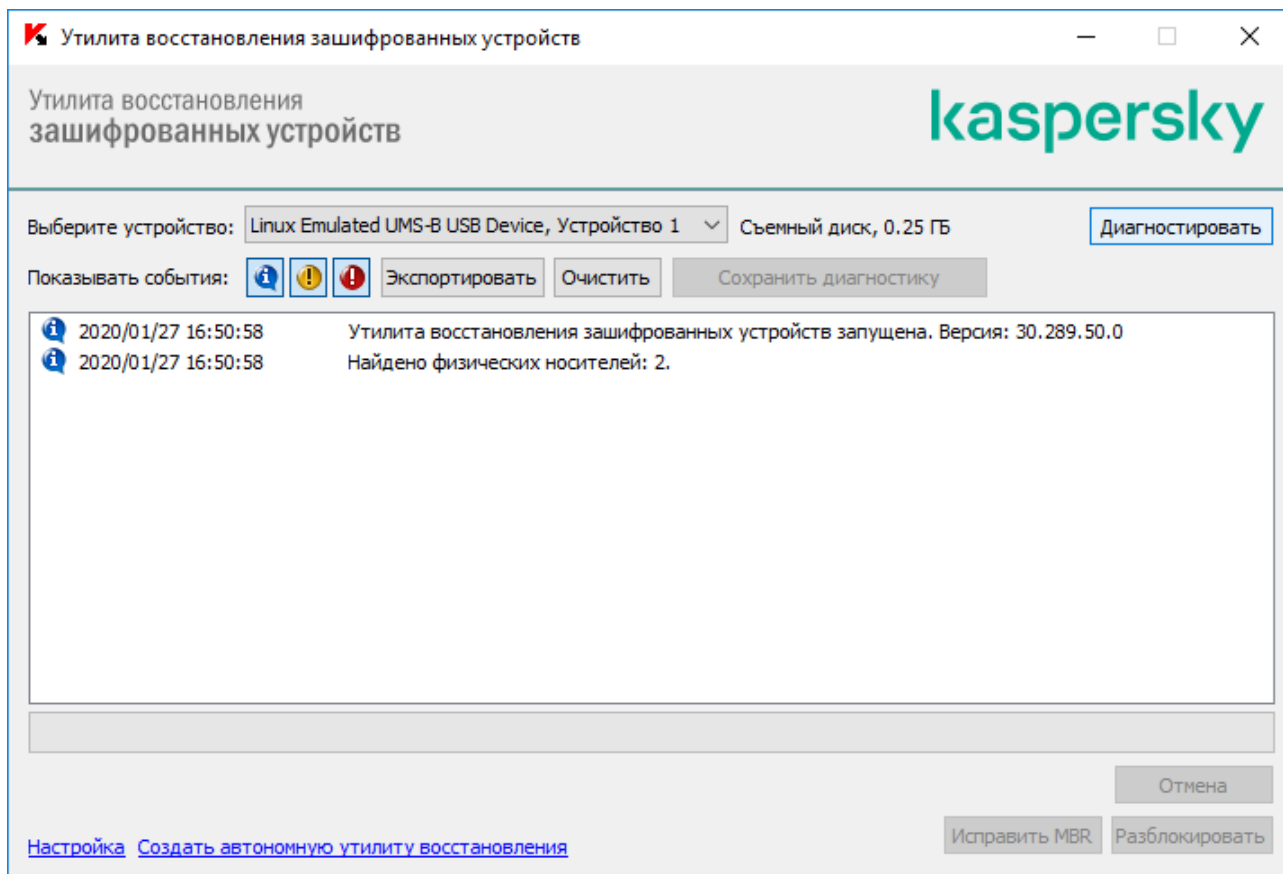 Утилита восстановления зашифрованных устройств
Утилита восстановления
зашифрованных устройств
kaspersky
Выберите устройство: Linux Emulated UMS-B USB Device, Устройство 1 Съемный диск, 0.25 ГБ Диагностировать
Показывать события: Экспортировать Очистить Сохранить диагностику
2020/01/27 16:50:58 Утилита восстановления зашифрованных устройств запущена. Версия: 30.289.50.0
2020/01/27 16:50:58 Найдено физических носителей: 2.
Отмена
Настройка Создать автономную утилиту восстановления Исправить MBR Разблокировать